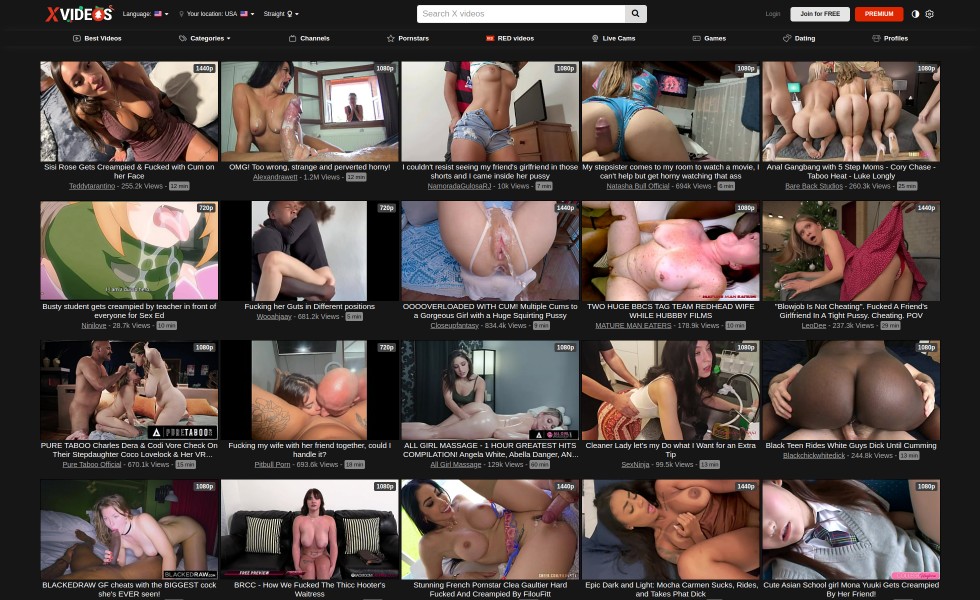 XVIDEOS
Language:
Your location: USA
Straight
Search X videos
Login
Join for FREE
PREMIUM
Best Videos
Categories
Channels
Pornstars
RED videos
Live Cams
Games
Dating
Profiles
1440p
1080p
1080p
1080p
1080p
Sisi Rose Gets Creampied & Fucked with Cum on
her Face
Teddytarantino - 255.2k Views - 12 min
OMG! Too wrong, strange and perverted horny!
Alexandrawett - 1.2M Views - 12 min
I couldn't resist seeing my friend's girlfriend in those
shorts and I came inside her pussy
NamoradaGulosaRJ - 10k Views - 7 min
My stepsister comes to my room to watch a movie, I
can't help but get horny watching that ass
Natasha Bull Official - 694k Views - 6 min
Anal Gangbang with 5 Step Moms - Cory Chase -
Taboo Heat - Luke Longly
Bare Back Studios - 260.3k Views - 25 min
720p
720p
1440p
1080p
1440p
MATURE MAN EATERS
Busty student gets creampied by teacher in front of
everyone for Sex Ed
Ninilove - 28.7k Views - 10 min
Fucking her Guts in Different positions
Wooahjaay - 681.2k Views - 5 min
OOOOVERLOADED WITH CUM! Multiple Cums to
a Gorgeous Girl with a Huge Squirting Pussy
Closeupfantasy - 834.4k Views - 9 min
TWO HUGE BBCS TAG TEAM REDHEAD WIFE
WHILE HUBBBY FILMS
MATURE MAN EATERS - 178.9k Views - 10 min
"Blowjob Is Not Cheating". Fucked A Friend's
Girlfriend In A Tight Pussy. Cheating. POV
LeoDee - 237.3k Views - 29 min
1080p
720p
1080p
1080p
1080p
PURETABOO
PURE TABOO Charles Dera & Codi Vore Check On
Their Stepdaughter Coco Lovelock & Her VR...
Pure Taboo Official - 670.1k Views - 15 min
Fucking my wife with her friend together, could I
handle it?
Pitbull Porn - 693.6k Views - 18 min
ALL GIRL MASSAGE - 1 HOUR GREATEST HITS
COMPILATION! Angela White, Abella Danger, AN...
All Girl Massage - 129k Views - 60 min
Cleaner Lady let's my Do what I Want for an Extra
Tip
SexNinja - 99.5k Views - 13 min
Black Teen Rides White Guys Dick Until Cumming
Blackchickwhitedick - 244.8k Views - 13 min
1080p
1080p
1440p
1440p
1080p
BLACKEDRAW.COM
FREE PREVIEW
BLACKEDRAW GF cheats with the BIGGEST cock
she's EVER seen!
BRCC - How We Fucked The Thicc Hooter's
Waitress
Stunning French Pornstar Clea Gaultier Hard
Fucked And Creampied By FilouFitt
Epic Dark and Light: Mocha Carmen Sucks, Rides,
and Takes Phat Dick
Cute Asian School girl Mona Yuuki Gets Creampied
By Her Friend!